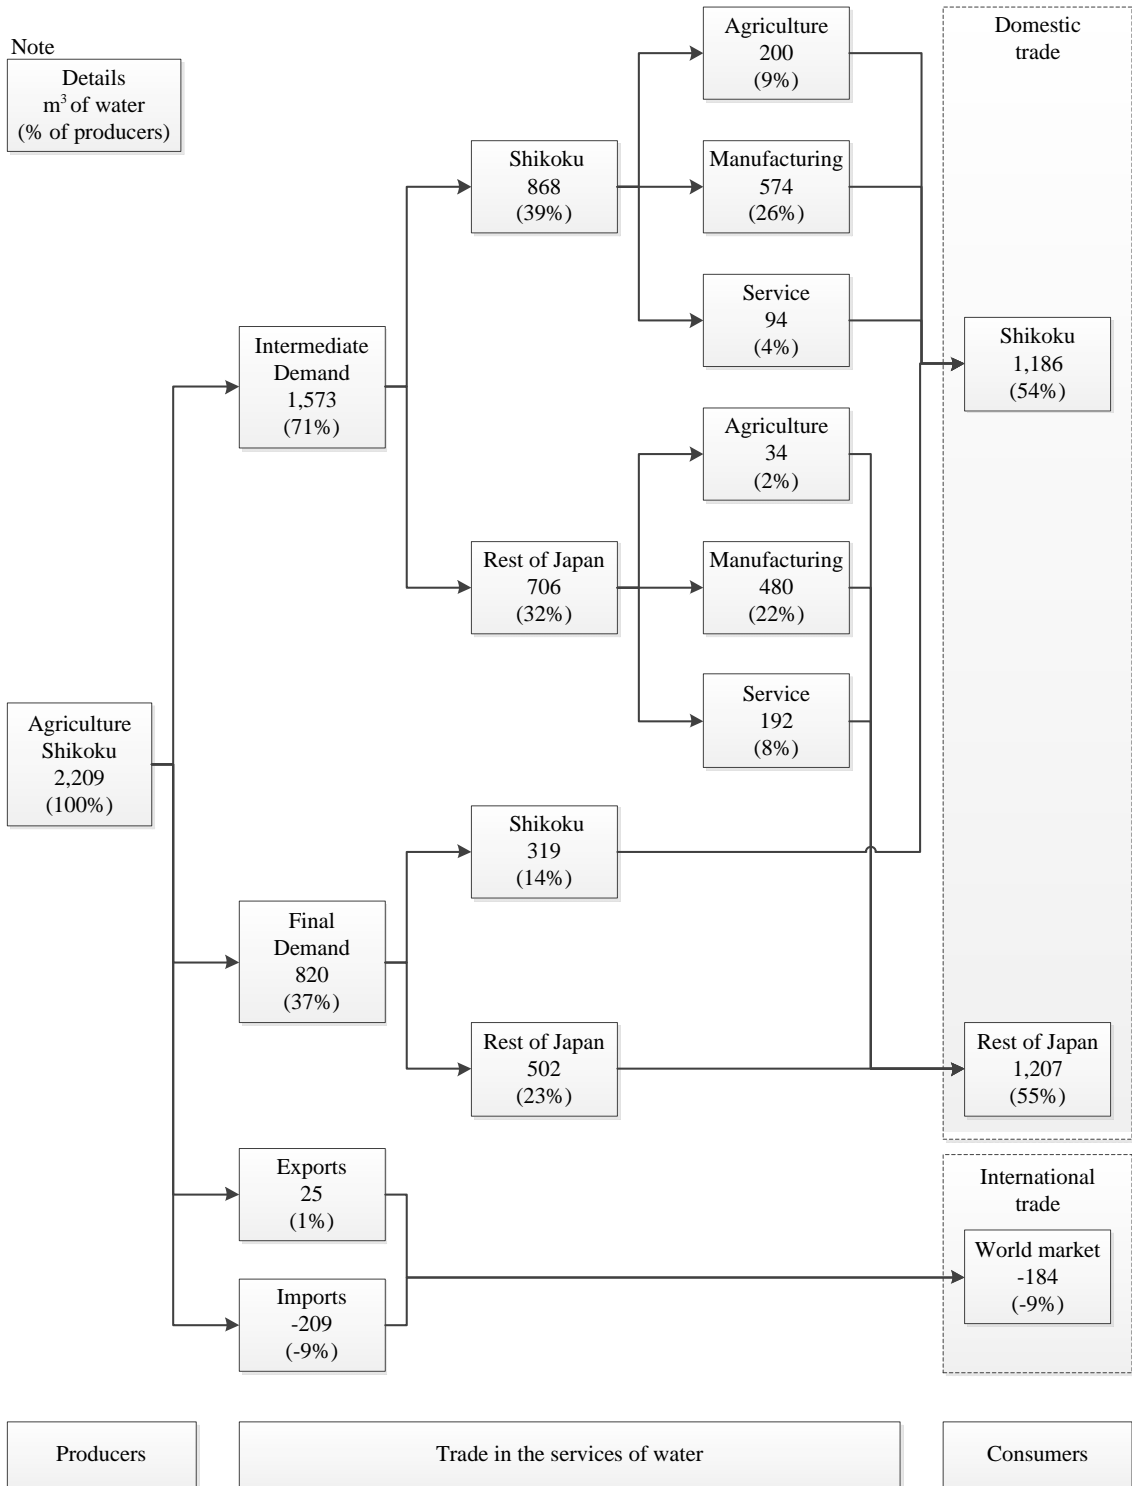 Note
Details
m³ of water
(% of producers)
Agriculture
200
(9%)
Domestic
trade
Shikoku
868
(39%)
Manufacturing
574
(26%)
Service
94
(4%)
Intermediate
Demand
1,573
(71%)
Shikoku
1,186
(54%)
Agriculture
34
(2%)
Rest of Japan
706
(32%)
Manufacturing
480
(22%)
Service
192
(8%)
Agriculture
Shikoku
2,209
(100%)
Shikoku
319
(14%)
Final
Demand
820
(37%)
Rest of Japan
502
(23%)
Rest of Japan
1,207
(55%)
Exports
25
(1%)
International
trade
World market
-184
(-9%)
Imports
-209
(-9%)
Producers
Trade in the services of water
Consumers